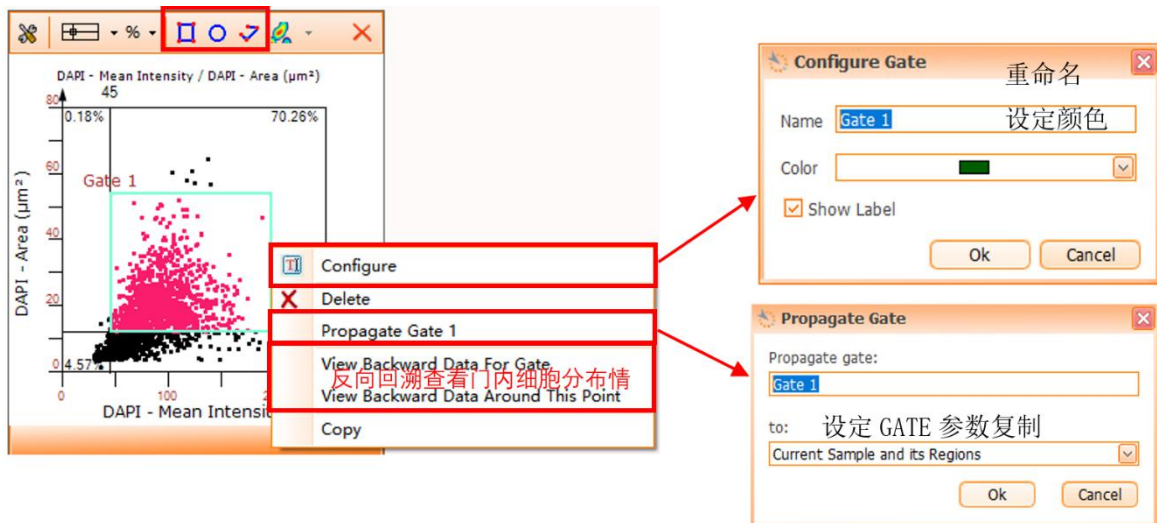 %
DAPI - Mean Intensity / DAPI - Area (µm²)
45
80
0.18%
70.26%
60
Gate 1
40
20
0
4.57%
DAPI - Area (µm²)
0
100
DAPI - Mean Intensi
Configure
Delete
Propagate Gate 1
View Backward Data For Gate
反向回溯查看门内细胞分布情
View Backward Data Around This Point
Copy
Configure Gate
重命名
Name Gate 1
设定颜色
Color
Show Label
Ok Cancel
Propagate Gate
Propagate gate:
Gate 1
to: 设定 GATE 参数复制
Current Sample and its Regions
Ok Cancel